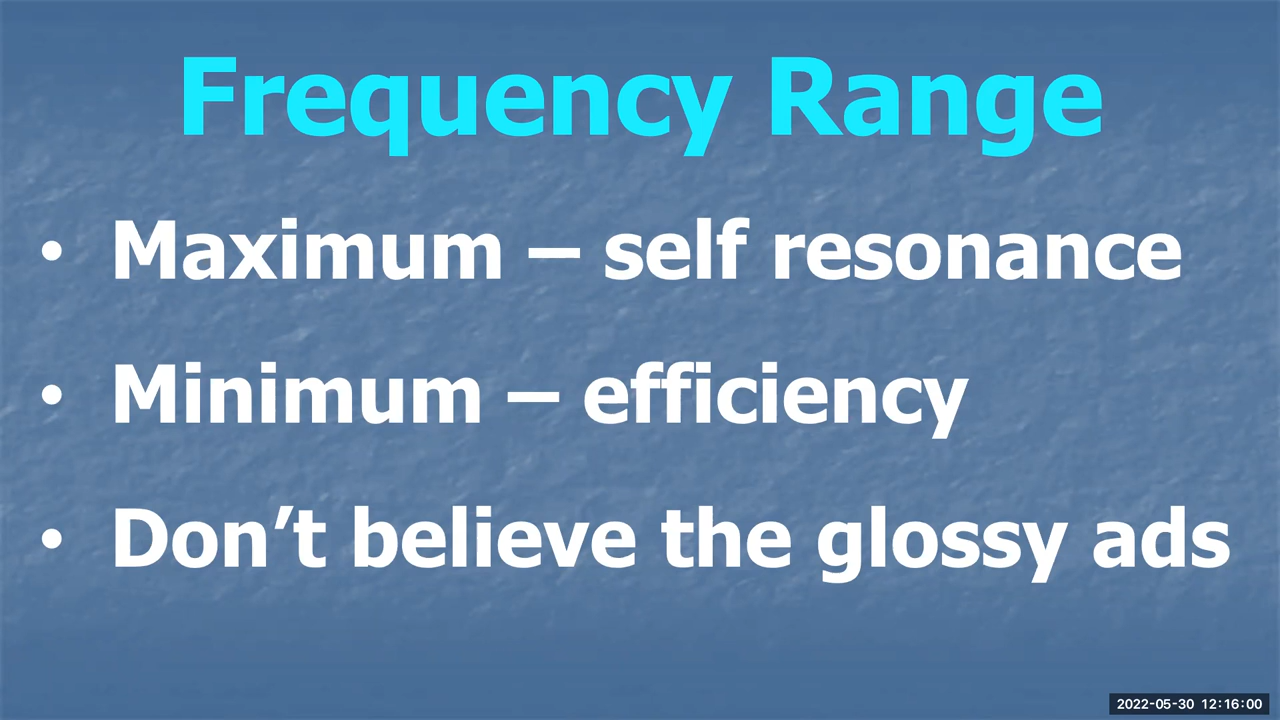 Frequency Range
• Maximum – self resonance
• Minimum – efficiency
• Don’t believe the glossy ads
2022-05-30 12:16:00